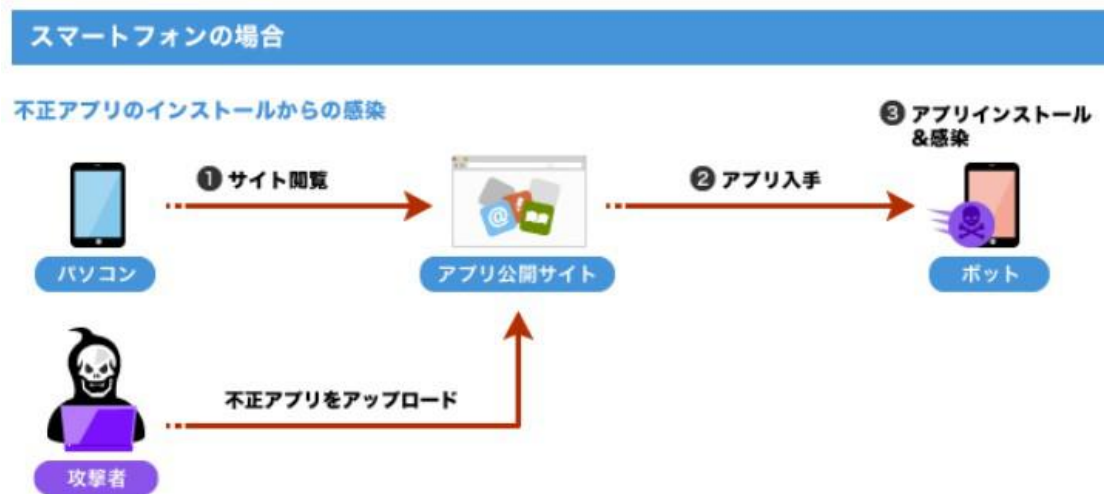 スマートフォンの場合
不正アプリのインストールからの感染
❸ アプリインストール
&感染
❶ サイト閲覧
❷ アプリ入手
@
!
パソコン
アプリ公開サイト
ボット
不正アプリをアップロード
攻撃者